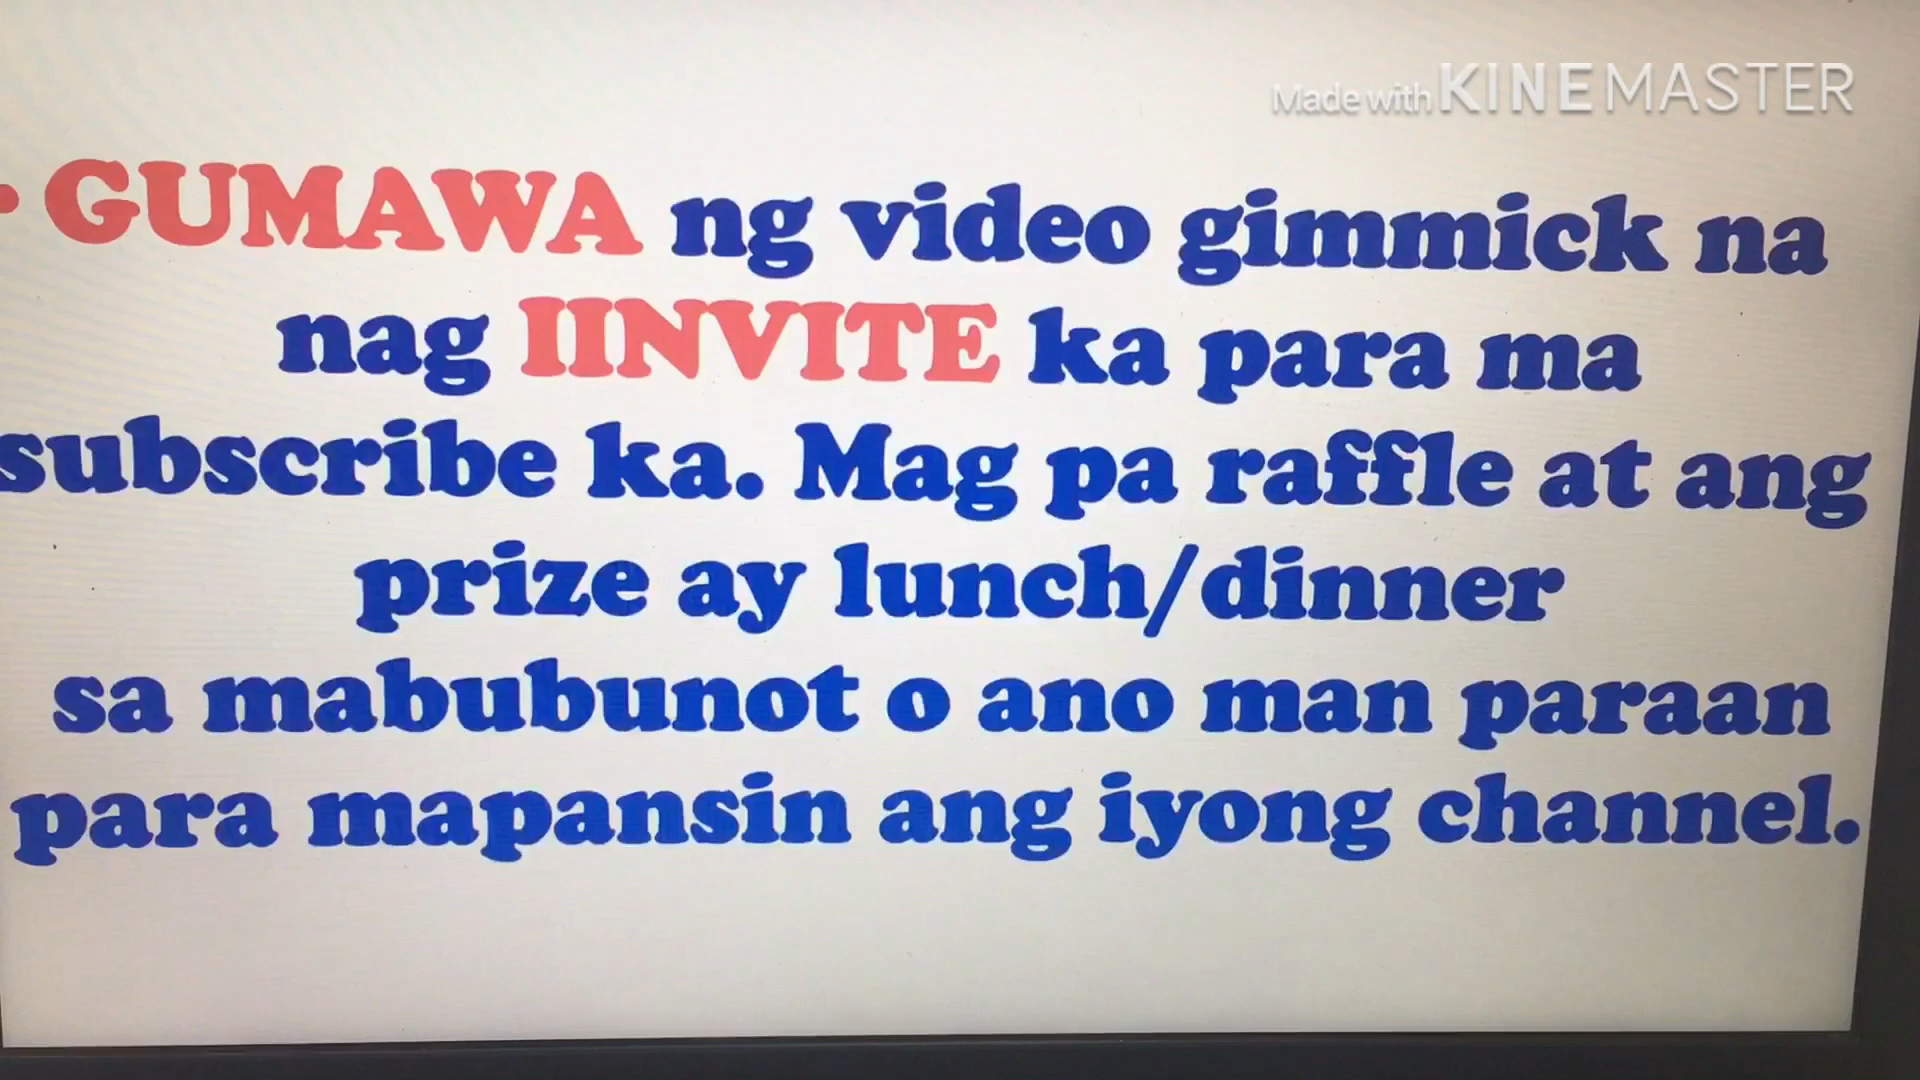 Made with KINEMASTER
• GUMAWA ng video gimmick na
nag IINVITE ka para ma
subscribe ka. Mag pa raffle at ang
prize ay lunch/dinner
sa mabubunot o ano man paraan
para mapansin ang iyong channel.